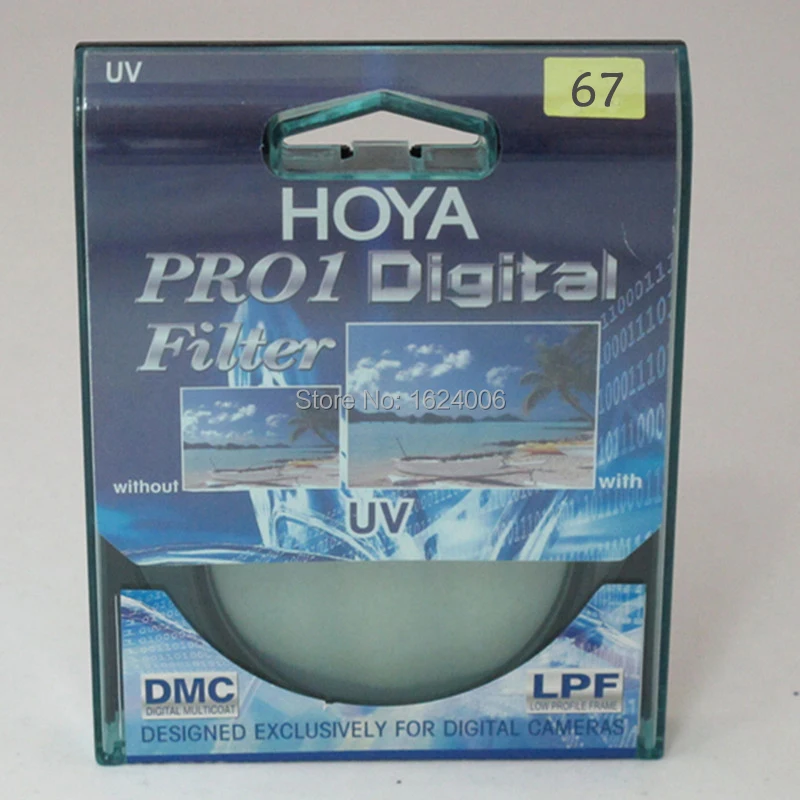 UV
67
HOYA
PRO1 Digital
Filter
Store No: 1624006
without
with
UV
DMC
DIGITAL MULTICOAT
LPF
LOW PROFILE FRAME
DESIGNED EXCLUSIVELY FOR DIGITAL CAMERAS